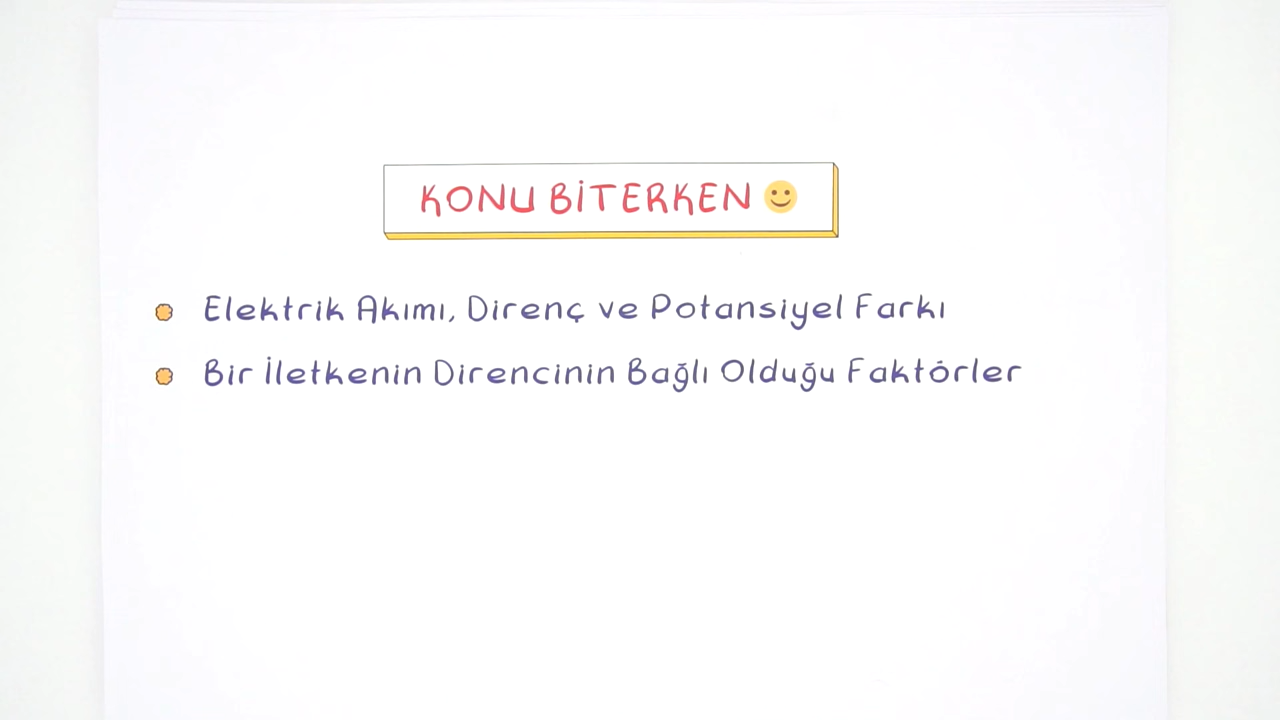 KONU BİTERKEN 🙂
Elektrik Akımı, Direnç ve Potansiyel Farkı
Bir İletkenin Direncinin Bağlı Olduğu Faktörler